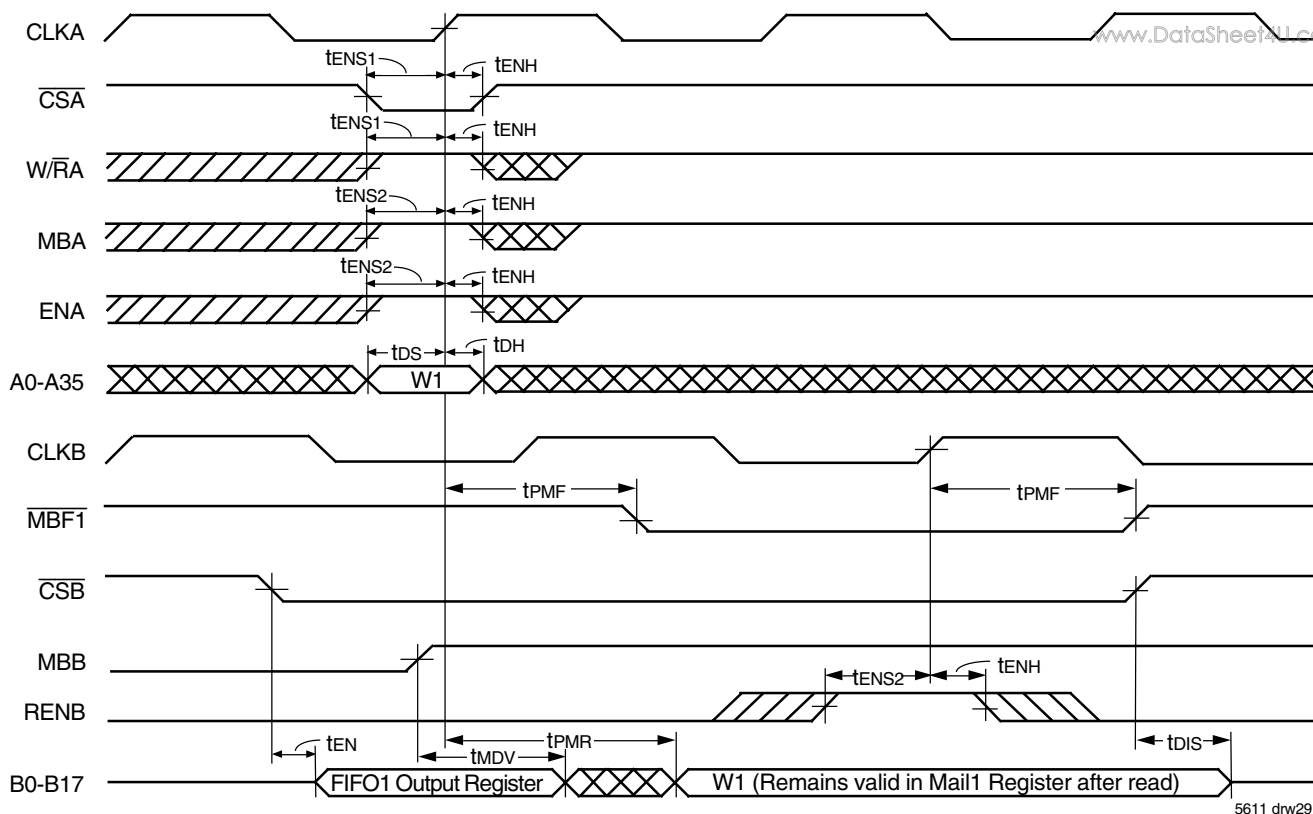 CLKA
www.DataSheet4U.co
tENS1 tENH
CSA
tENS1 tENH
W/RA
tENS2 tENH
MBA
tENS2 tENH
ENA
tDS tDH
A0-A35 W1
CLKB
tPMF tPMF
MBF1
CSB
MBB
tENS2 tENH
RENB
tEN tMDV tPMR tDIS
B0-B17 FIFO1 Output Register W1 (Remains valid in Mail1 Register after read)
5611 drw29